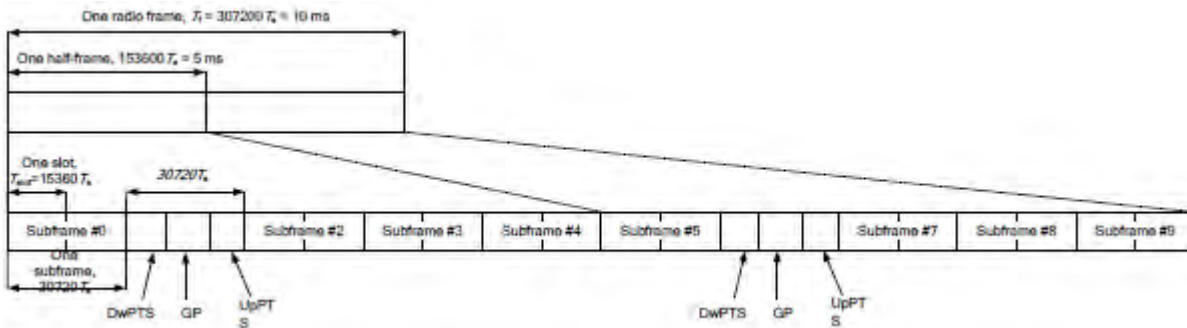 One radio frame, Tf = 307200 Ts = 10 ms
One half-frame, 153600 Ts = 5 ms
One slot,
Tslot=15360 Ts
30720Ts
Subframe #0
Subframe #2
Subframe #3
Subframe #4
Subframe #5
Subframe #7
Subframe #8
Subframe #9
One
subframe,
30720Ts
DwPTS
GP
UpPT
S
DwPTS
GP
UpPT
S